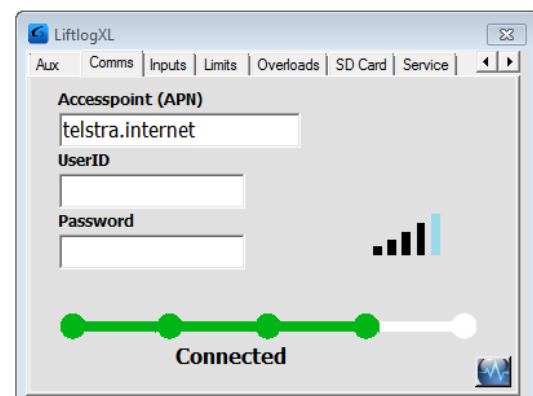 LiftlogXL
Aux Comms Inputs Limits Overloads SD Card Service
Accesspoint (APN)
telstra.internet
UserID
Password
Connected